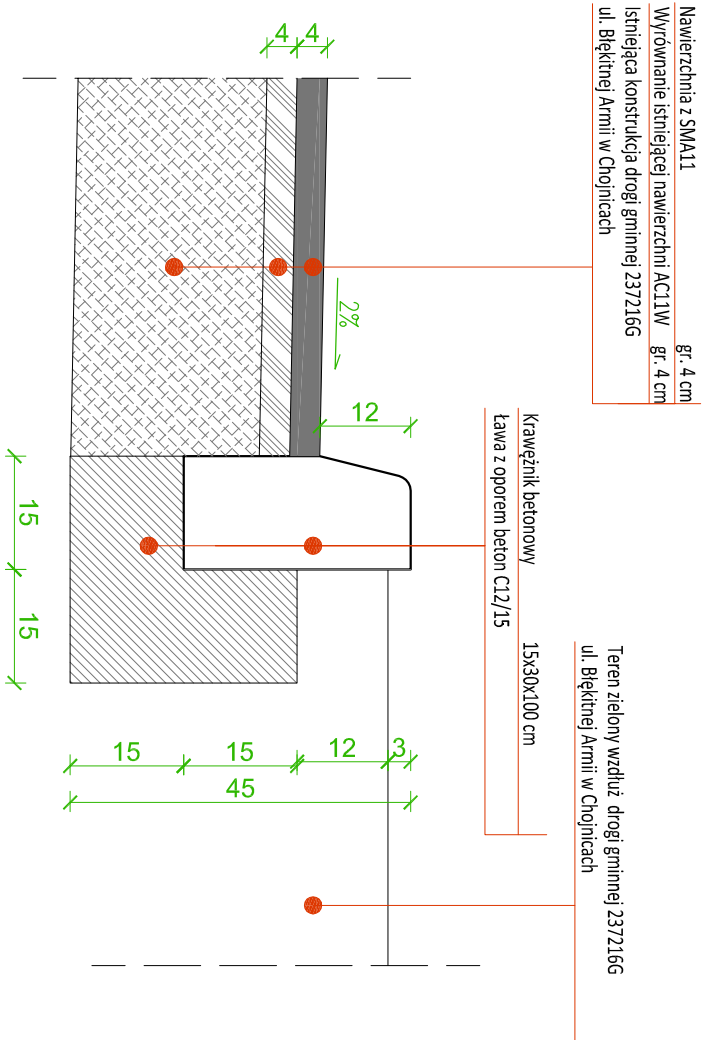 Nawierzchnia z SMA11 gr. 4 cm
Wyrównanie istniejącej nawierzchni AC11W gr. 4 cm
Istniejąca konstrukcja drogi gminnej 237216G
ul. Błękitnej Armii w Chojnicach
Krawężnik betonowy 15x30x100 cm
Ława z oporem beton C12/15
Teren zielony wzdłuż drogi gminnej 237216G
ul. Błękitnej Armii w Chojnicach
4
4
2%
12
15
15
15
15
12
3
45